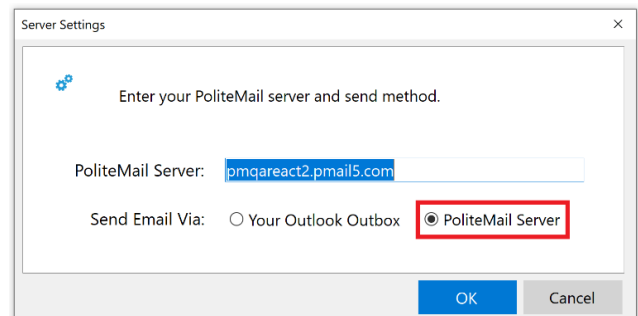 Server Settings
Enter your PoliteMail server and send method.
PoliteMail Server: pmqareact2.pmail5.com
Send Email Via: Your Outlook Outbox PoliteMail Server
OK Cancel